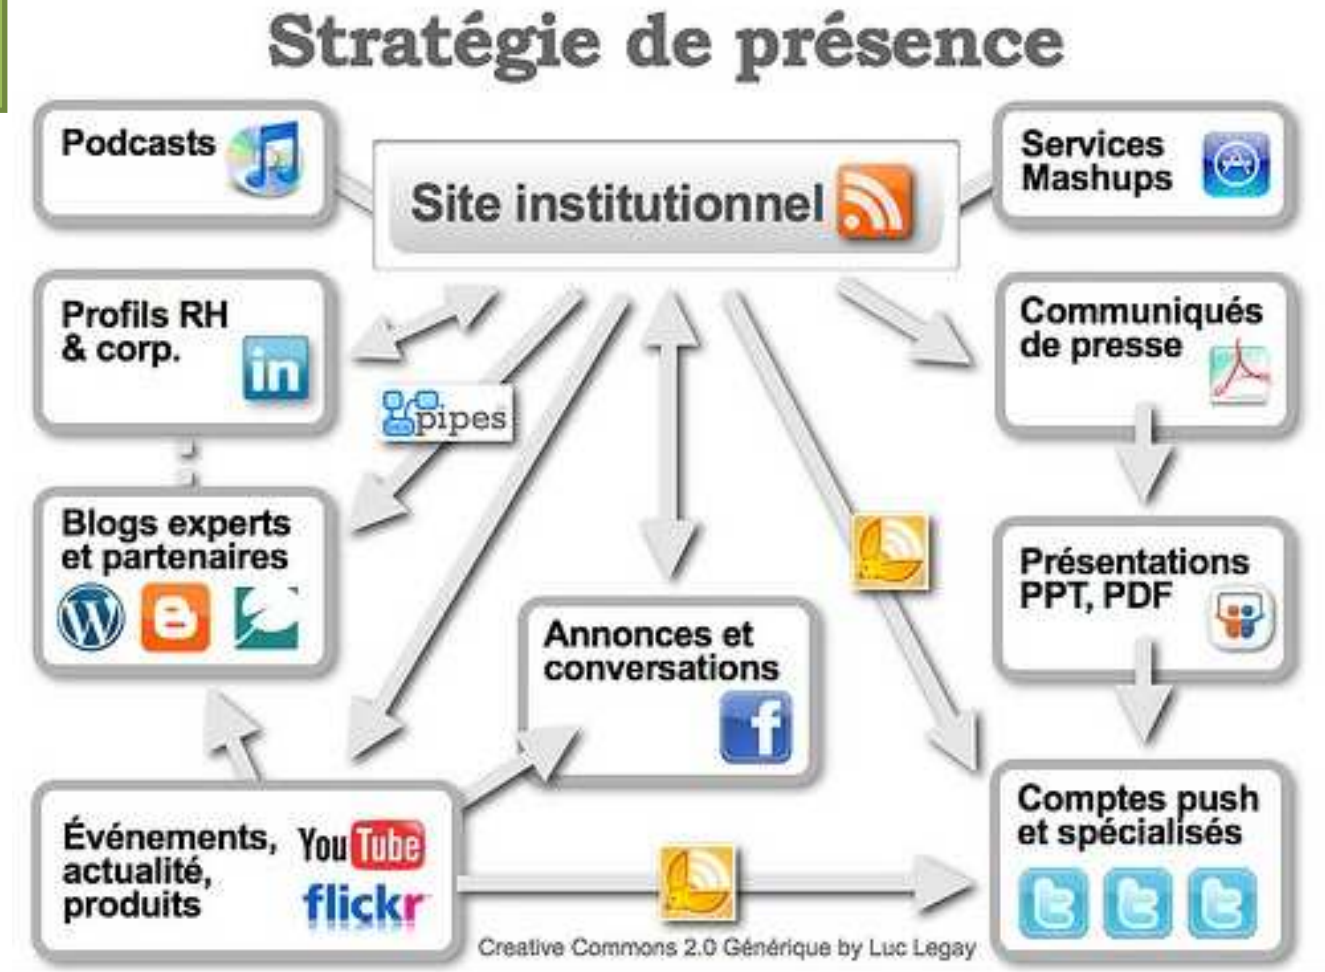 Stratégie de présence
Podcasts
Site institutionnel
Services
Mashups
Profils RH
& corp.
in
pipes
Communiqués
de presse
Blogs experts
et partenaires
Présentations
PPT, PDF
Annonces et
conversations
f
Événements,
actualité,
produits
YouTube
flickr
Comptes push
et spécialisés
t t t
Creative Commons 2.0 Générique by Luc Legay